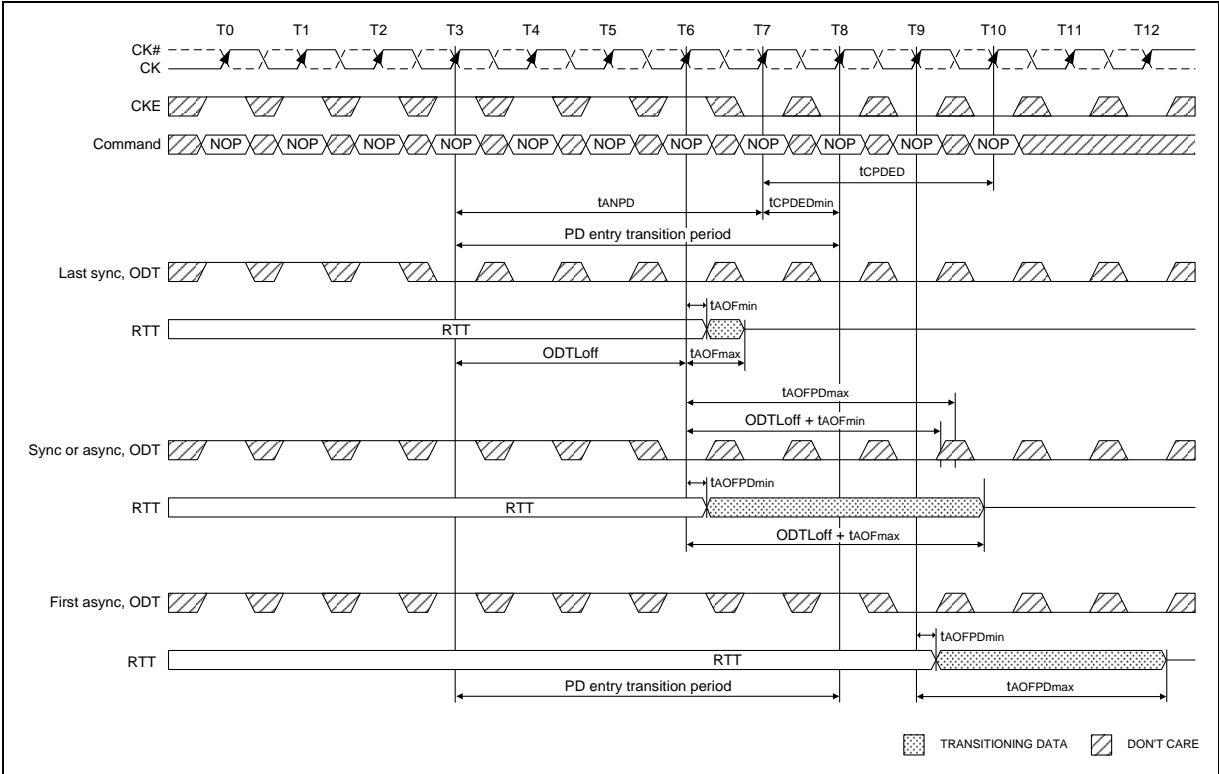 T0 T1 T2 T3 T4 T5 T6 T7 T8 T9 T10 T11 T12
CK#
CK
CKE
Command NOP NOP NOP NOP NOP NOP NOP NOP NOP NOP NOP
tCPDED
tANPD tCPDEDmin
PD entry transition period
Last sync, ODT
tAOFmin
RTT RTT
ODTLoff tAOFmax
tAOFPDmax
ODTLoff + tAOFmin
Sync or async, ODT
tAOFPDmin
RTT RTT
ODTLoff + tAOFmax
First async, ODT
tAOFPDmin
RTT RTT
PD entry transition period tAOFPDmax
TRANSITIONING DATA DON'T CARE